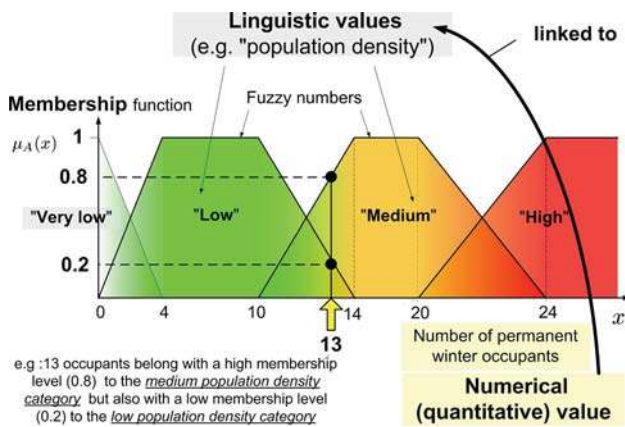 Linguistic values
(e.g. "population density")
linked to
Membership function
Fuzzy numbers
μA(x)
1
0.8
"Very low"
"Low"
"Medium"
"High"
0.2
0
0
4
10
14
20
24
x
13
Number of permanent
winter occupants
e.g :13 occupants belong with a high membership
level (0.8) to the medium population density
category but also with a low membership level
(0.2) to the low population density category
Numerical
(quantitative) value